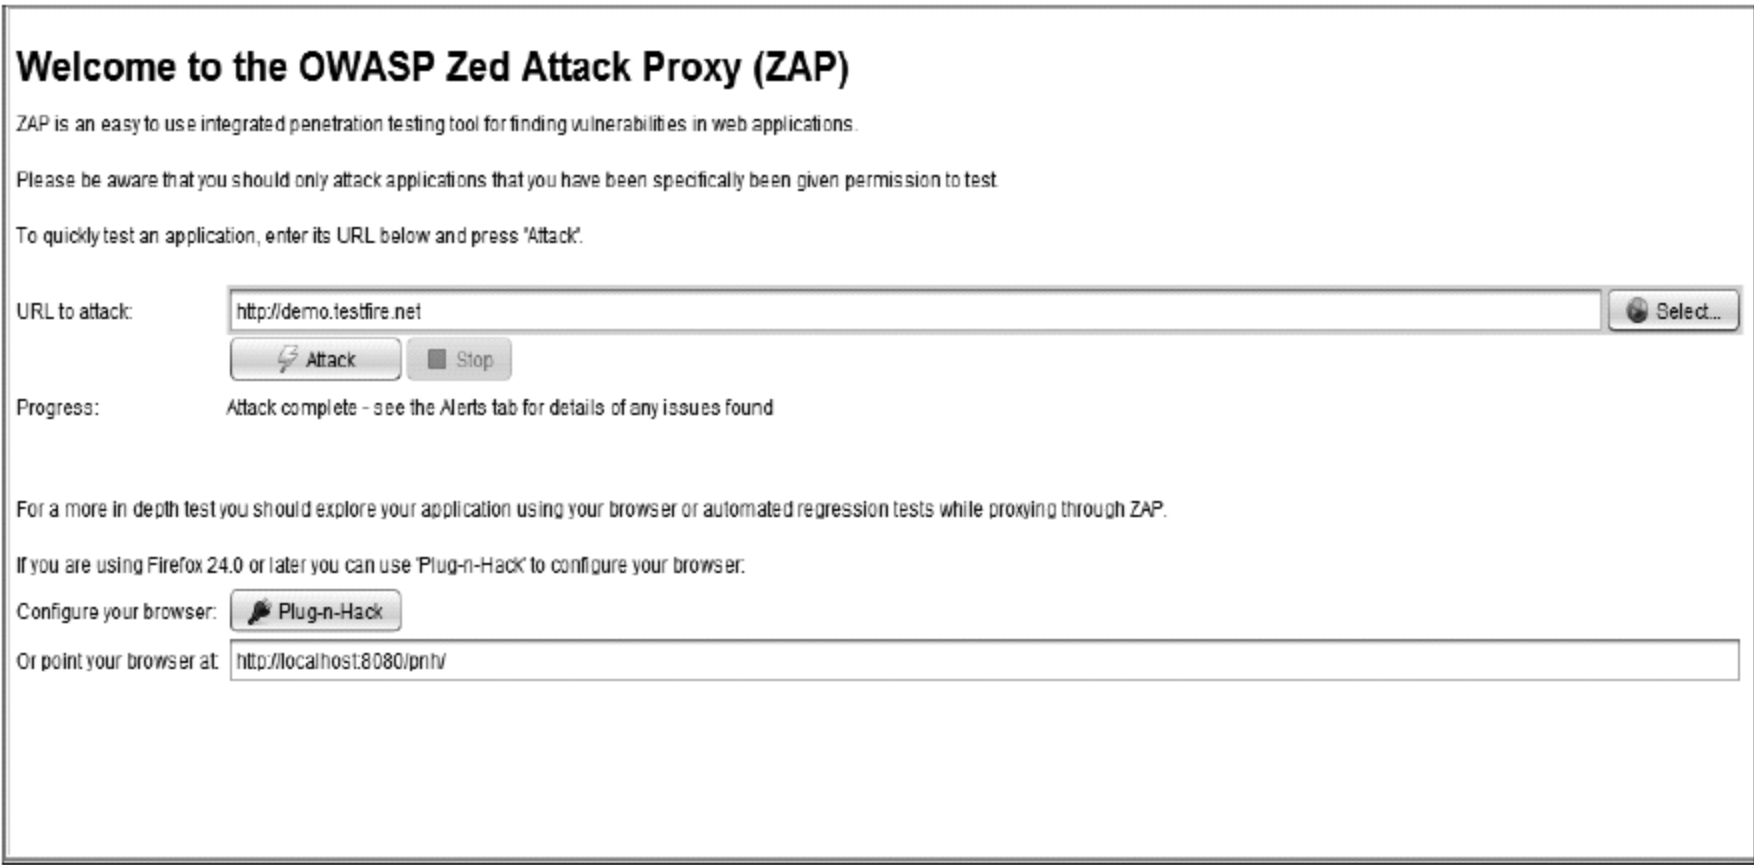 Welcome to the OWASP Zed Attack Proxy (ZAP)
ZAP is an easy to use integrated penetration testing tool for finding vulnerabilities in web applications.
Please be aware that you should only attack applications that you have been specifically been given permission to test.
To quickly test an application, enter its URL below and press 'Attack'.
URL to attack: http://demo.testfire.net Select...
Attack Stop
Progress: Attack complete - see the Alerts tab for details of any issues found
For a more in depth test you should explore your application using your browser or automated regression tests while proxying through ZAP.
If you are using Firefox 24.0 or later you can use 'Plug-n-Hack' to configure your browser:
Configure your browser: Plug-n-Hack
Or point your browser at: http://localhost:8080/pnh/